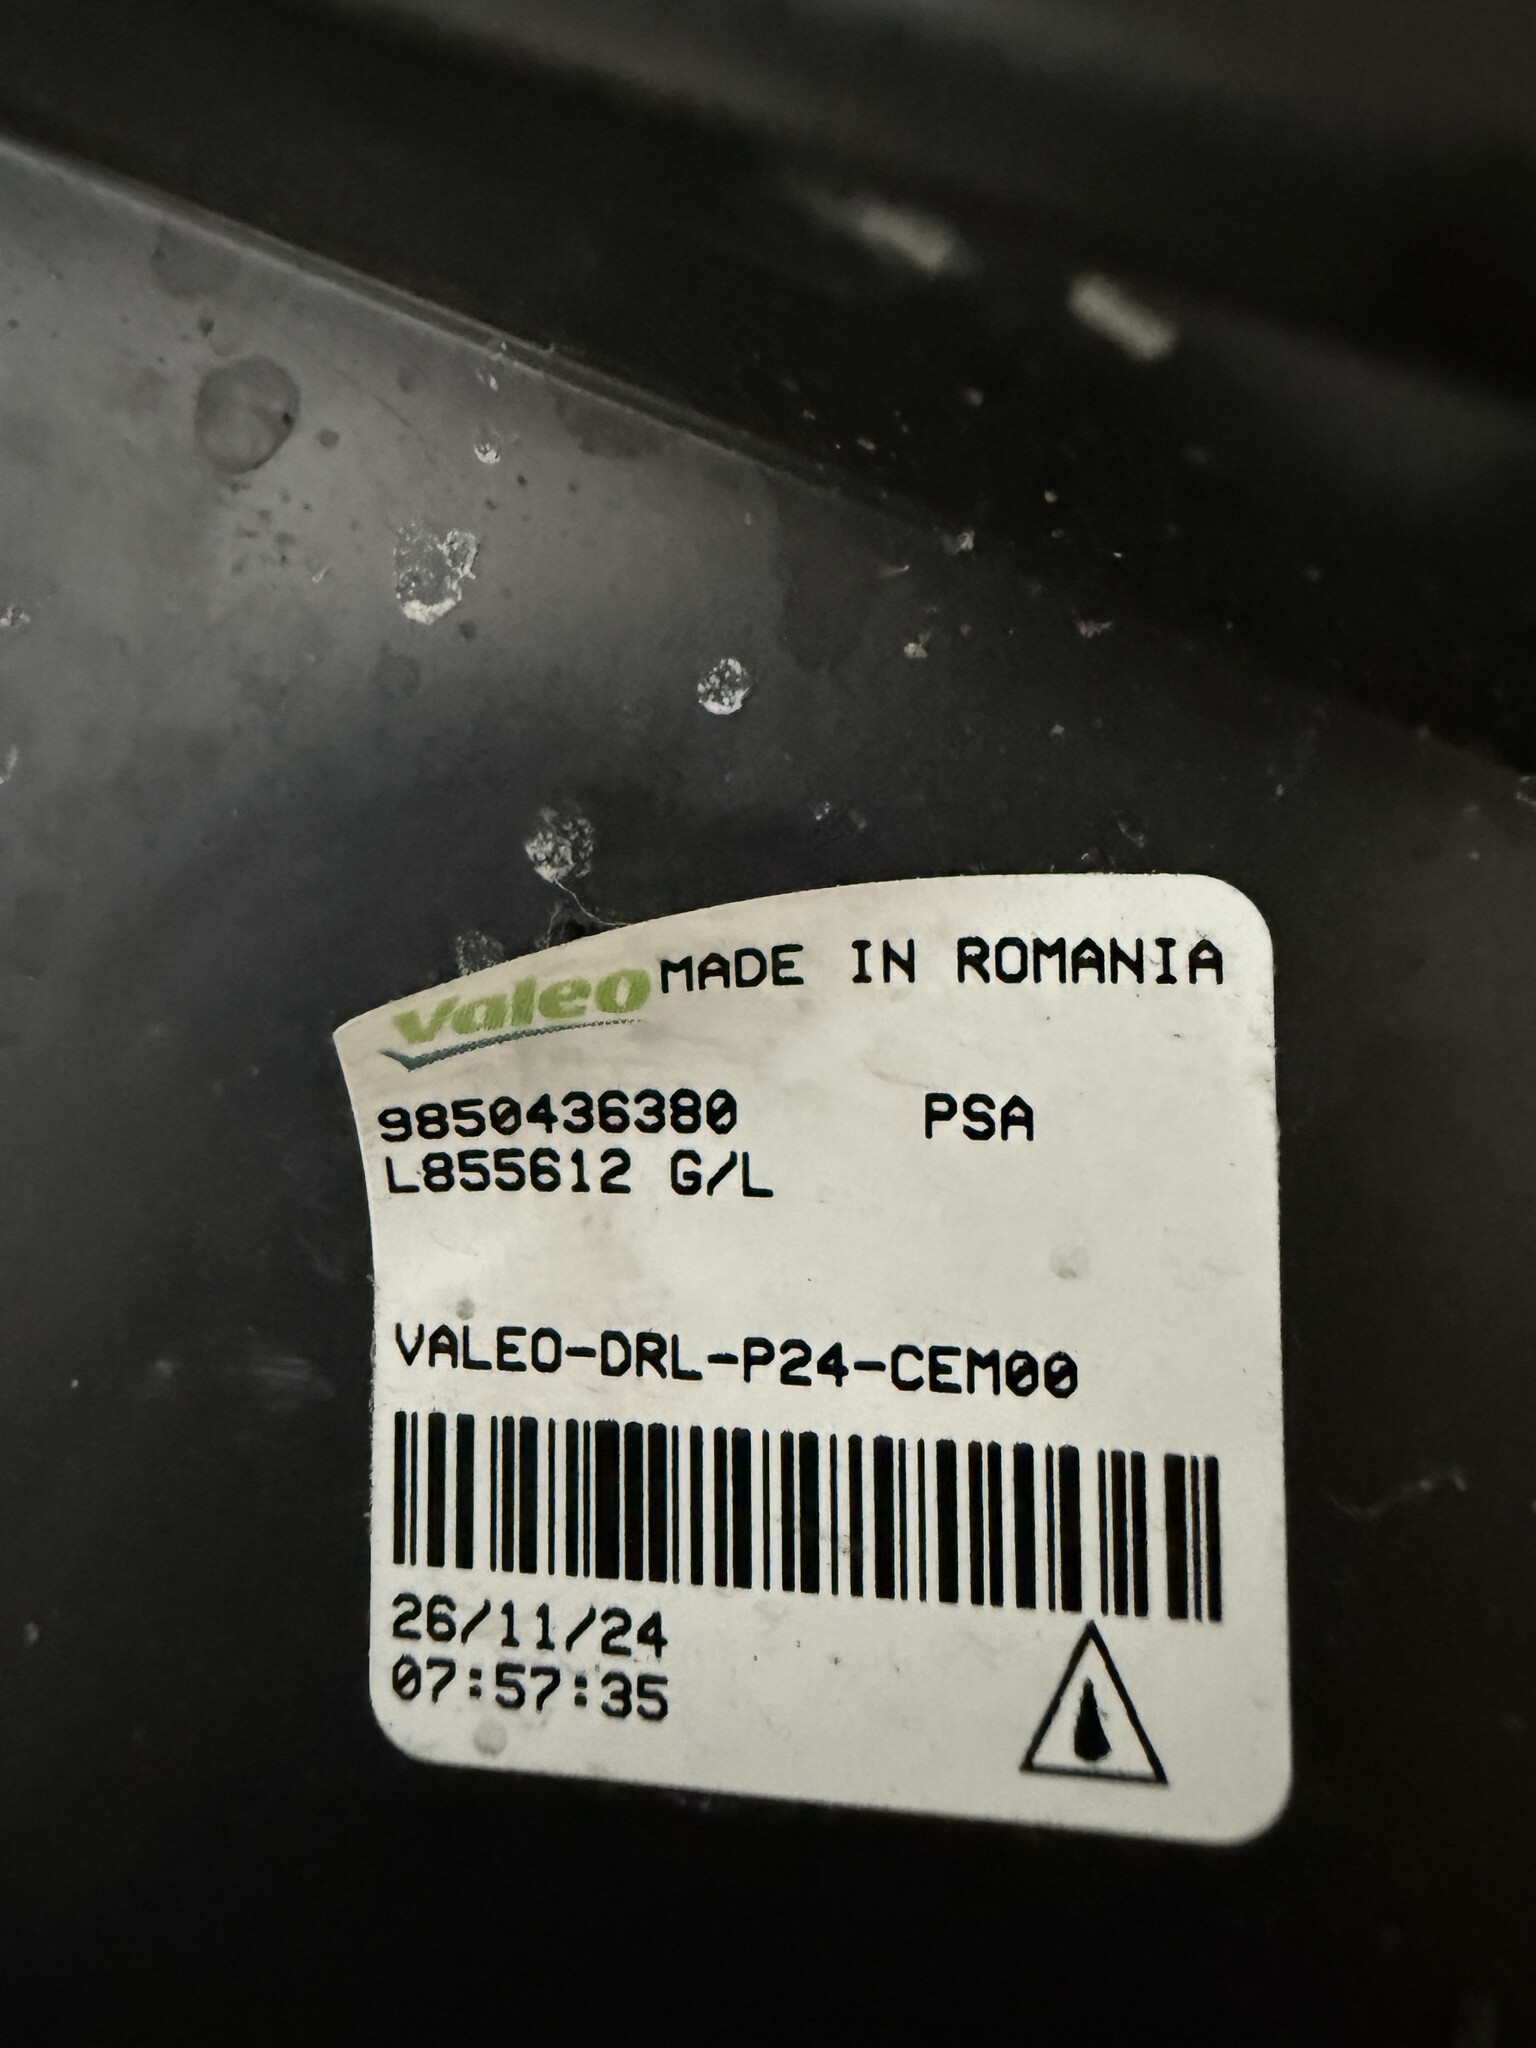 valeo MADE IN ROMANIA
9850436380 PSA
L855612 G/L
VALEO-DRL-P24-CEM00
26/11/24
07:57:35